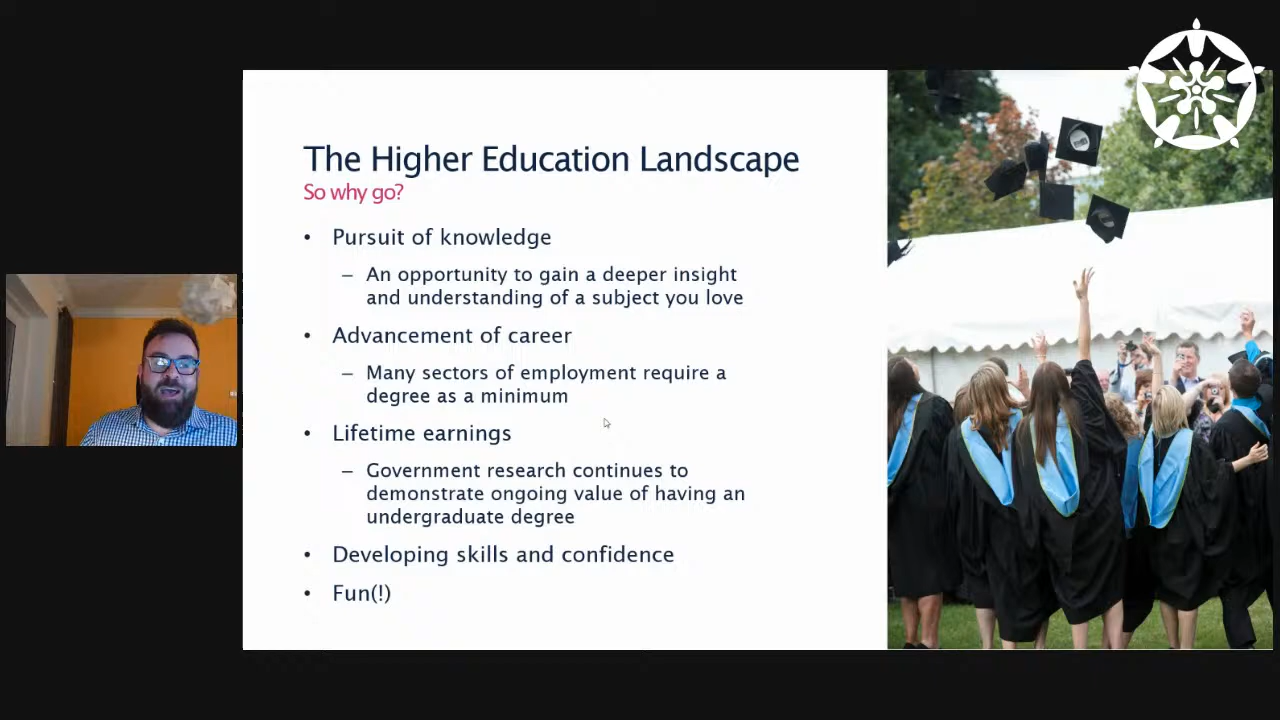 The Higher Education Landscape
So why go?
• Pursuit of knowledge
– An opportunity to gain a deeper insight
and understanding of a subject you love
• Advancement of career
– Many sectors of employment require a
degree as a minimum
• Lifetime earnings
– Government research continues to
demonstrate ongoing value of having an
undergraduate degree
• Developing skills and confidence
• Fun(!)